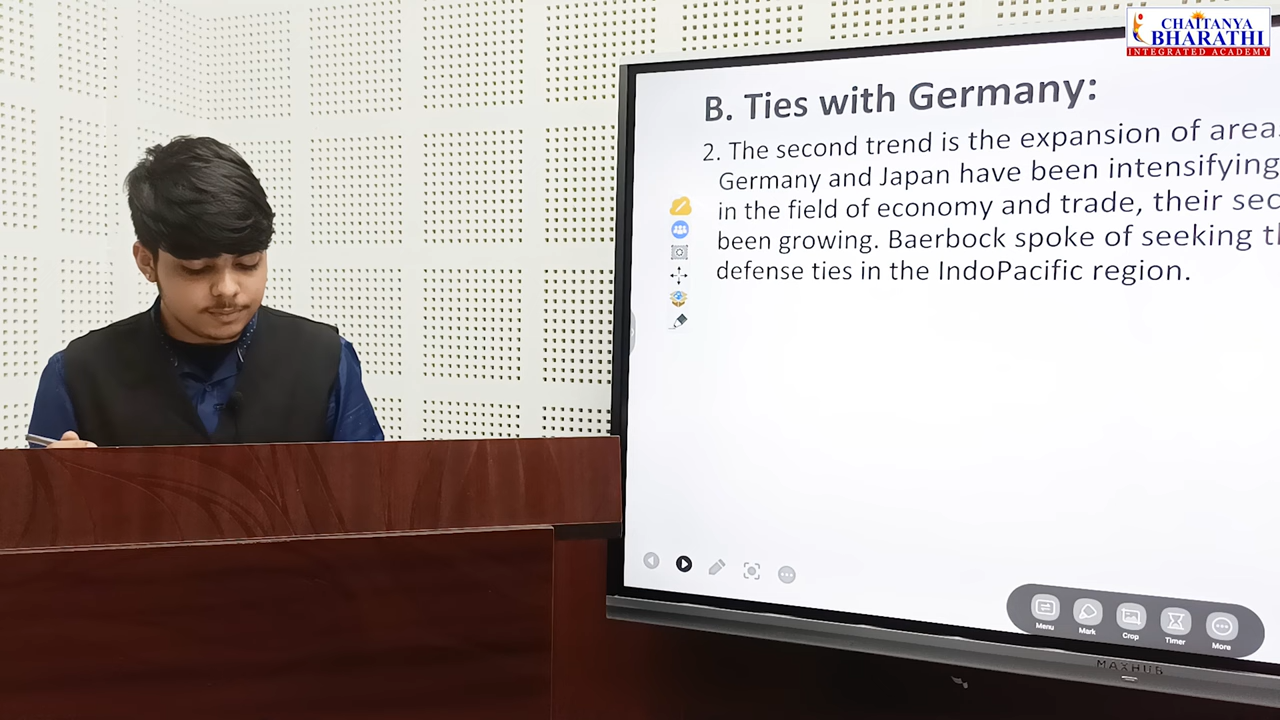 CHAITANYA
BHARATHI
INTEGRATED ACADEMY
B. Ties with Germany:
2. The second trend is the expansion of
Germany and Japan have been intensifying
in the field of economy and trade, their
been growing. Baerbock spoke of seeking
defense ties in the IndoPacific region.
Menu
Mark
Crop
Timer
More
MAXHUB